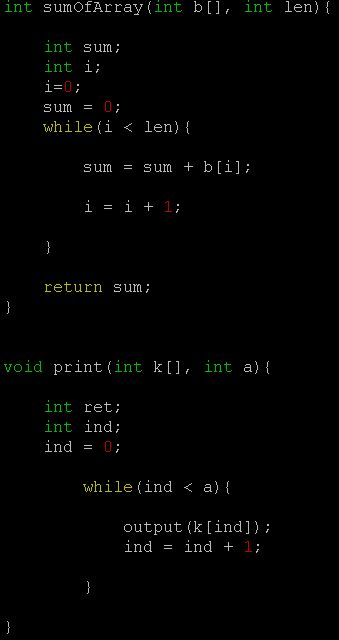 int sumOfArray(int b[], int len){
int sum;
int i;
i=0;
sum = 0;
while(i < len){
sum = sum + b[i];
i = i + 1;
}
return sum;
}
void print(int k[], int a){
int ret;
int ind;
ind = 0;
while(ind < a){
output(k[ind]);
ind = ind + 1;
}
}